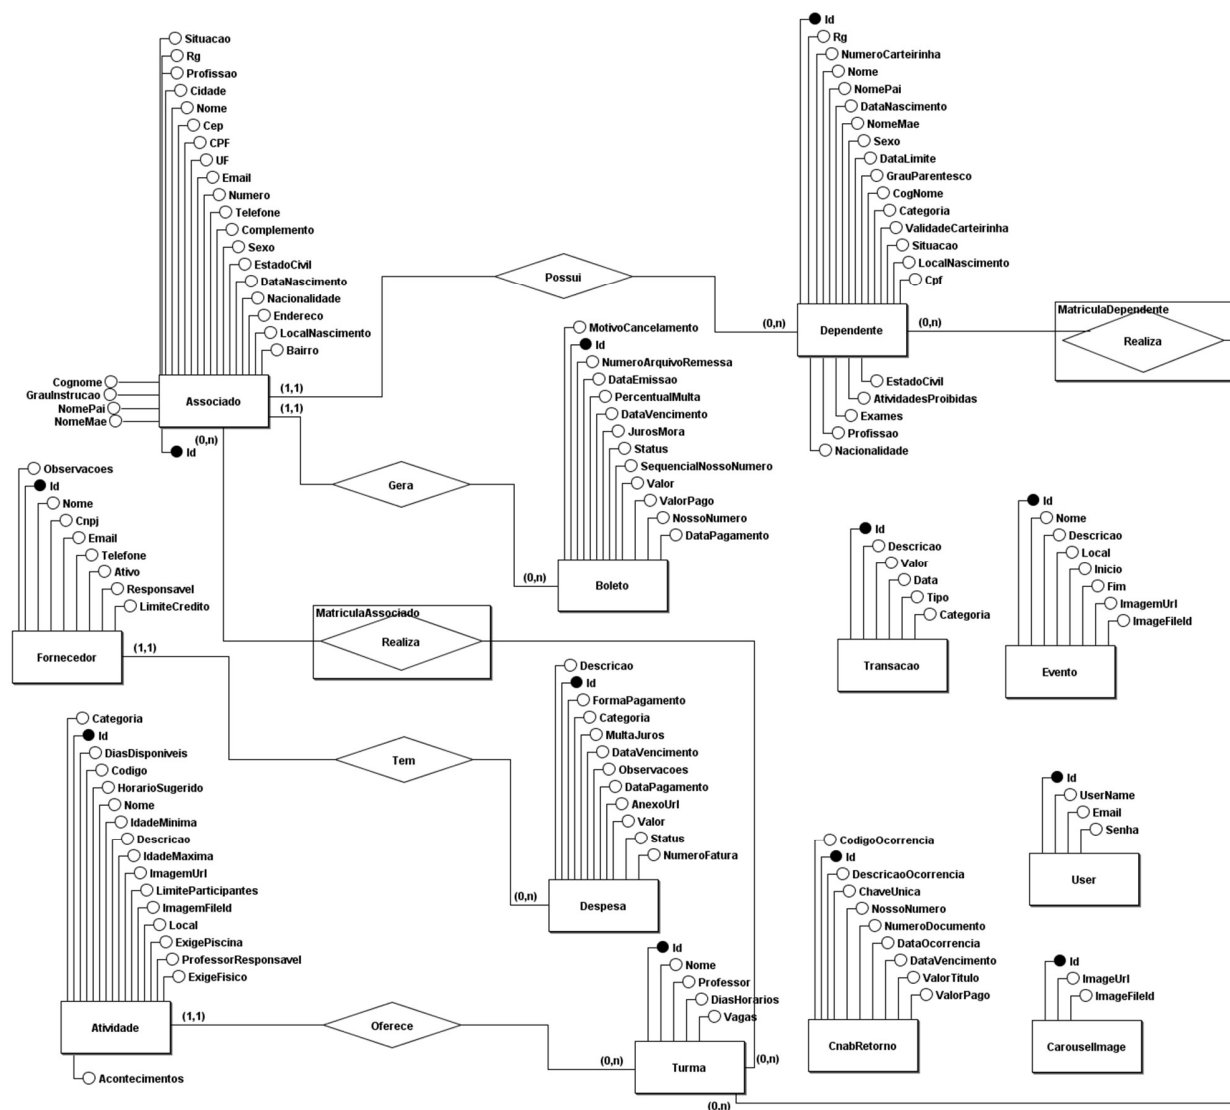 Situacao
Rg
Profissao
Cidade
Nome
Cep
CPF
UF
Email
Numero
Telefone
Complemento
Sexo
EstadoCivil
DataNascimento
Nacionalidade
Endereco
LocalNascimento
Bairro
Cognome
GrauInstrucao
NomePai
NomeMae
Associado
Id
(1,1)
(1,1)
(0,n)
Possui
(0,n)
Id
Rg
NumeroCarteirinha
Nome
NomePai
DataNascimento
NomeMae
Sexo
DataLimite
GrauParentesco
CogNome
Categoria
ValidadeCarteirinha
Situacao
LocalNascimento
Cpf
Dependente
(0,n)
EstadoCivil
AtividadesProibidas
Exames
Profissao
Nacionalidade
MatriculaDependente
Realiza
Gera
(0,n)
MotivoCancelamento
Id
NumeroArquivoRemessa
DataEmissao
PercentualMulta
DataVencimento
JurosMora
Status
SequencialNossoNumero
Valor
ValorPago
NossoNumero
DataPagamento
Boleto
Observacoes
Id
Nome
Cnpj
Email
Telefone
Ativo
Responsavel
LimiteCredito
Fornecedor
(1,1)
MatriculaAssociado
Realiza
Id
Descricao
Valor
Data
Tipo
Categoria
Transacao
Id
Nome
Descricao
Local
Inicio
Fim
ImagemUrl
ImageFileId
Evento
Tem
(0,n)
Descricao
Id
FormaPagamento
Categoria
MultaJuros
DataVencimento
Observacoes
DataPagamento
AnexoUrl
Valor
Status
NumeroFatura
Despesa
Categoria
Id
DiasDisponiveis
Codigo
HorarioSugerido
Nome
IdadeMinima
Descricao
IdadeMaxima
ImagemUrl
LimiteParticipantes
ImagemFileId
Local
ExigePiscina
ProfessorResponsavel
ExigeFisico
Atividade
(1,1)
Acontecimentos
Oferece
(0,n)
Id
Nome
Professor
DiasHorarios
Vagas
Turma
(0,n)
(0,n)
CodigoOcorrencia
Id
DescricaoOcorrencia
ChaveUnica
NossoNumero
NumeroDocumento
DataOcorrencia
DataVencimento
ValorTitulo
ValorPago
CnabRetorno
Id
UserName
Email
Senha
User
Id
ImageUrl
ImageFileId
CarouselImage